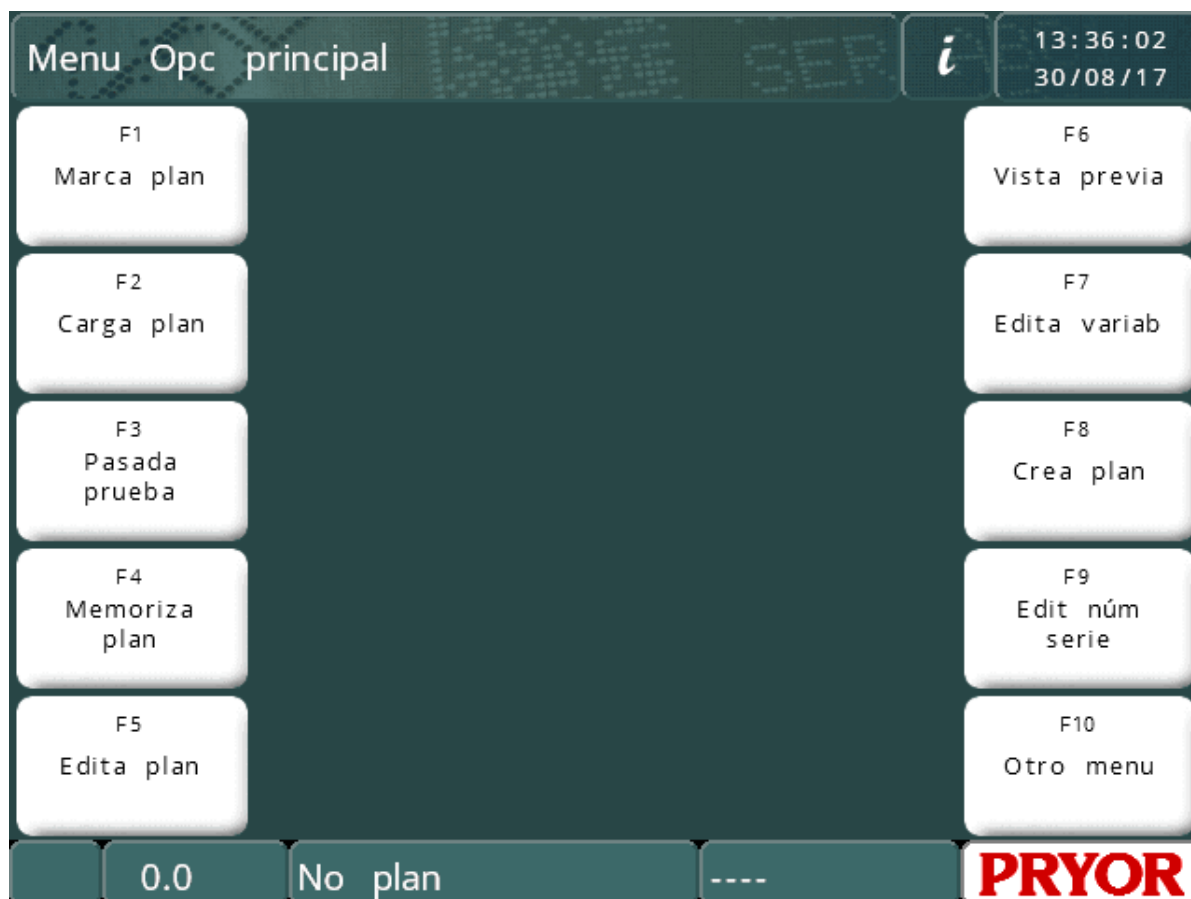 Menu Opc principal
i
13:36:02
30/08/17
F1
Marca plan
F2
Carga plan
F3
Pasada
prueba
F4
Memoriza
plan
F5
Edita plan
F6
Vista previa
F7
Edita variab
F8
Crea plan
F9
Edit núm
serie
F10
Otro menu
0.0
No plan
----
PRYOR